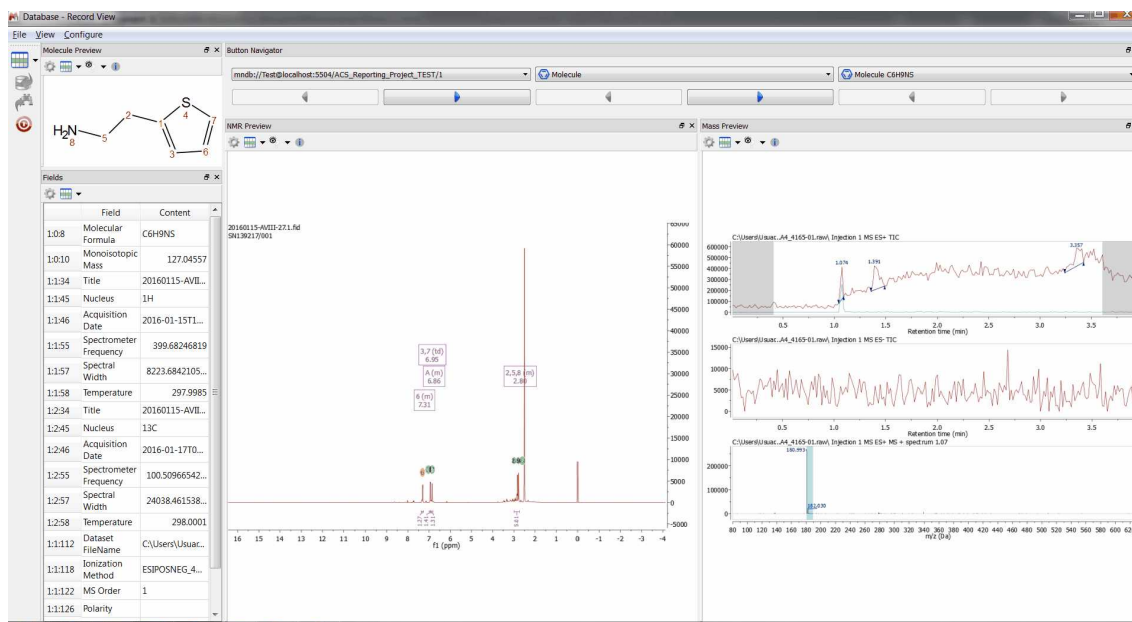 Database - Record View
File View Configure
Molecule Preview
S
4
2
1
7
H₂N
8
5
3
6
Fields
Field Content
1:0:8 Molecular Formula C6H9NS
1:0:10 Monoisotopic Mass 127.04557
1:1:34 Title 20160115-AVII...
1:1:45 Nucleus 1H
1:1:46 Acquisition Date 2016-01-15T1...
1:1:55 Spectrometer Frequency 399.68246819
1:1:57 Spectral Width 8223.6842105...
1:1:58 Temperature 297.9985
1:2:34 Title 20160115-AVII...
1:2:45 Nucleus 13C
1:2:46 Acquisition Date 2016-01-17T0...
1:2:55 Spectrometer Frequency 100.50966542...
1:2:57 Spectral Width 24038.461538...
1:2:58 Temperature 298.0001
1:1:112 Dataset FileName C:\Users\Usuar...
1:1:118 Ionization Method ESIPOSNEG_4...
1:1:122 MS Order 1
1:1:126 Polarity
Button Navigator
mndb://Test@localhost:5504/ACS_Reporting_Project_TEST/1 Molecule Molecule C6H9NS
NMR Preview
20160115-AVIII-27.1.fid
SN139217/001
65000
60000
55000
50000
45000
40000
35000
30000
25000
20000
15000
10000
5000
0
-5000
3,7 (td)
6.95
A (m)
6.86
6 (m)
7.31
2,5,8 (m)
2.80
16 15 14 13 12 11 10 9 8 7 6 5 4 3 2 1 0 -1 -2 -3 -4
f1 (ppm)
Mass Preview
C:\Users\Usuac..A4_4165-01.raw\ Injection 1 MS ES+ TIC
600000
500000
400000
300000
200000
100000
0
1.076
1.391
3.357
0.5 1.0 1.5 2.0 2.5 3.0 3.5
Retention time (min)
C:\Users\Usuac..A4_4165-01.raw\ Injection 1 MS ES- TIC
15000
10000
5000
0
0.5 1.0 1.5 2.0 2.5 3.0 3.5
Retention time (min)
C:\Users\Usuac..A4_4165-01.raw\ Injection 1 MS ES+ MS + spectrum 1.07
180.993
200000
100000
0
80 100 120 140 160 180 200 220 240 260 280 300 320 340 360 380 400 420 440 460 480 500 520 540 560 580 600
m/z (Da)